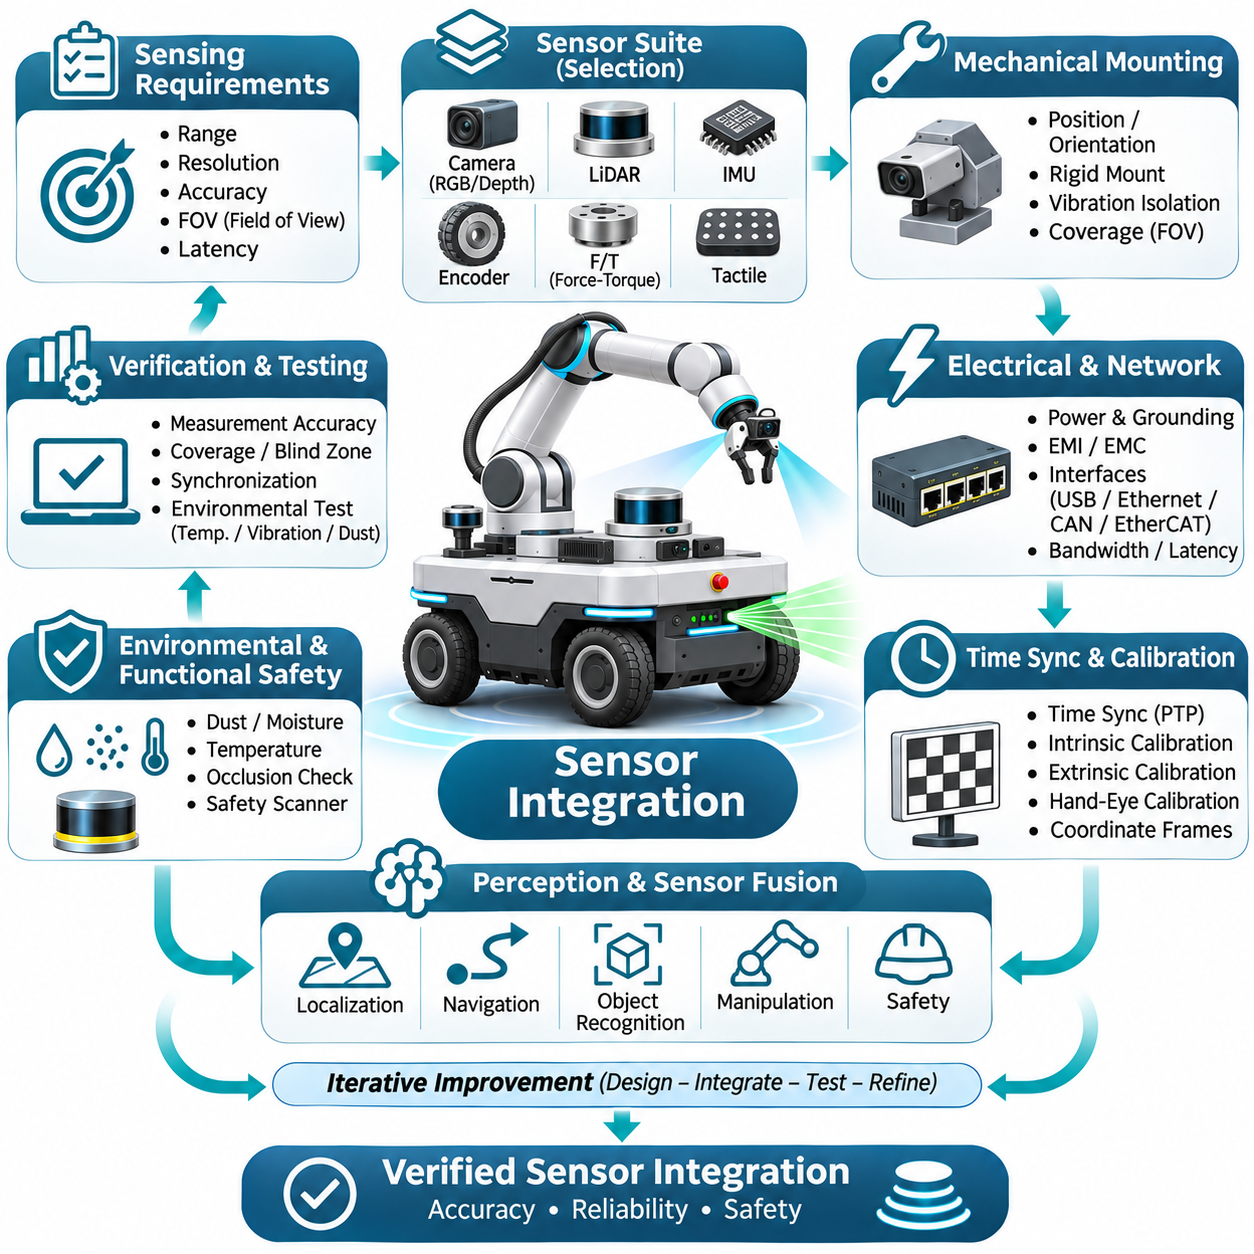 Sensing
Requirements
• Range
• Resolution
• Accuracy
• FOV (Field of View)
• Latency
Sensor Suite
(Selection)
Camera
(RGB/Depth)
LiDAR
IMU
Encoder
F/T
(Force-Torque)
Tactile
Mechanical Mounting
• Position /
Orientation
• Rigid Mount
• Vibration Isolation
• Coverage (FOV)
Verification & Testing
• Measurement Accuracy
• Coverage / Blind Zone
• Synchronization
• Environmental Test
(Temp. / Vibration / Dust)
Electrical & Network
• Power & Grounding
• EMI / EMC
• Interfaces
(USB / Ethernet /
CAN / EtherCAT)
• Bandwidth / Latency
Environmental &
Functional Safety
• Dust / Moisture
• Temperature
• Occlusion Check
• Safety Scanner
Sensor
Integration
Time Sync & Calibration
• Time Sync (PTP)
• Intrinsic Calibration
• Extrinsic Calibration
• Hand-Eye Calibration
• Coordinate Frames
Perception & Sensor Fusion
Localization
Navigation
Object
Recognition
Manipulation
Safety
Iterative Improvement (Design – Integrate – Test – Refine)
Verified Sensor Integration
Accuracy • Reliability • Safety